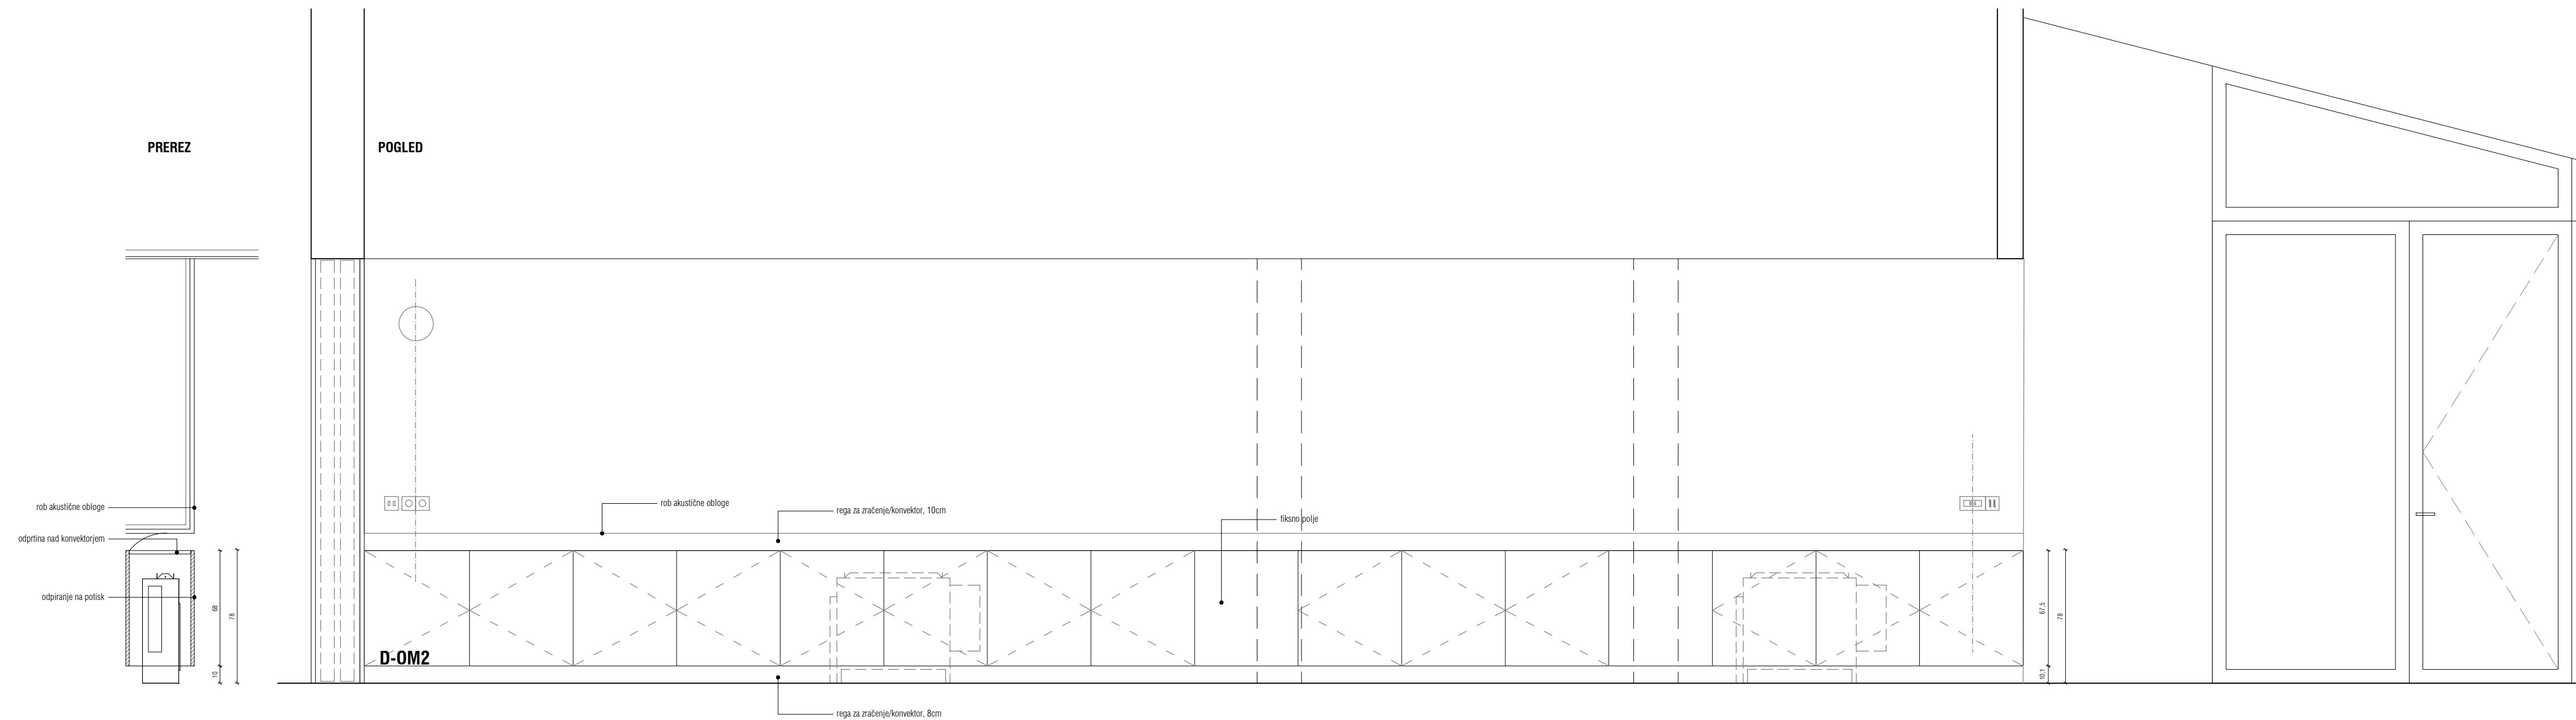 PREREZ
POGLED
rob akustične obloge
odprtina nad konvektorjem
odpiranje na potisk
68
78
10
rob akustične obloge
rega za zračenje/konvektor, 10cm
fiksno polje
D-OM2
rega za zračenje/konvektor, 8cm
67,5
78
10,1